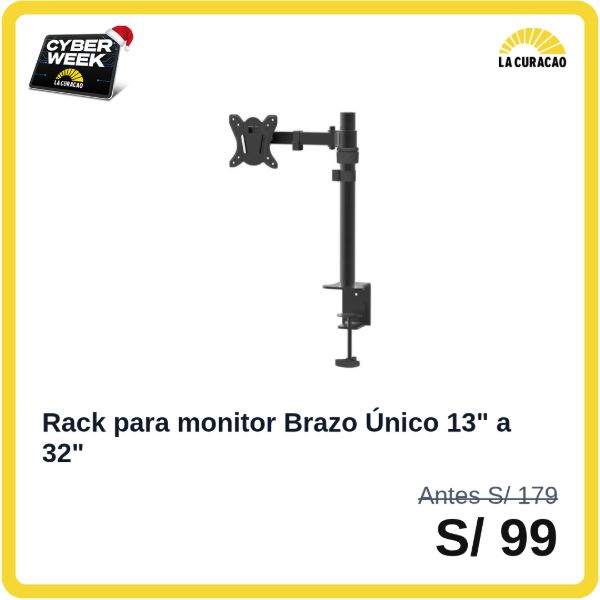 CYBER
WEEK
LA CURACAO
LA CURACAO
Rack para monitor Brazo Único 13" a
32"
Antes S/ 179
S/ 99